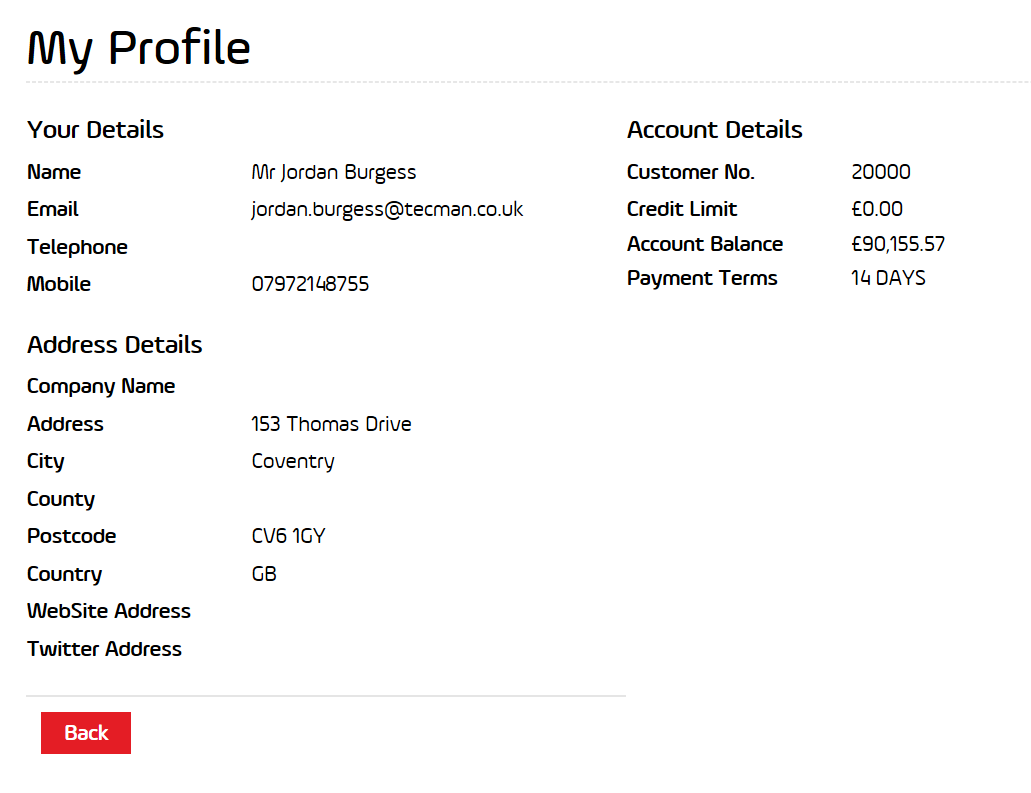 My Profile
Your Details
Name Mr Jordan Burgess
Email jordan.burgess@tecman.co.uk
Telephone
Mobile 07972148755
Account Details
Customer No. 20000
Credit Limit £0.00
Account Balance £90,155.57
Payment Terms 14 DAYS
Address Details
Company Name
Address 153 Thomas Drive
City Coventry
County
Postcode CV6 1GY
Country GB
WebSite Address
Twitter Address
Back